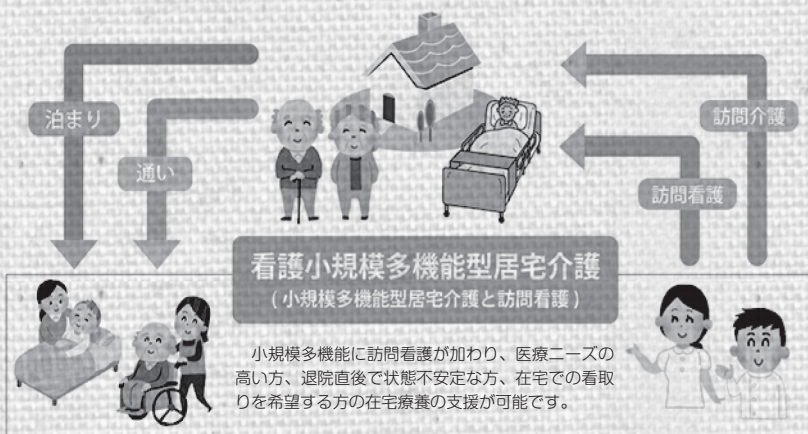 泊まり
通い
訪問介護
訪問看護
看護小規模多機能型居宅介護
(小規模多機能型居宅介護と訪問看護)
小規模多機能に訪問看護が加わり、医療ニーズの
高い方、退院直後で状態不安定な方、在宅での看取
りを希望する方の在宅療養の支援が可能です。